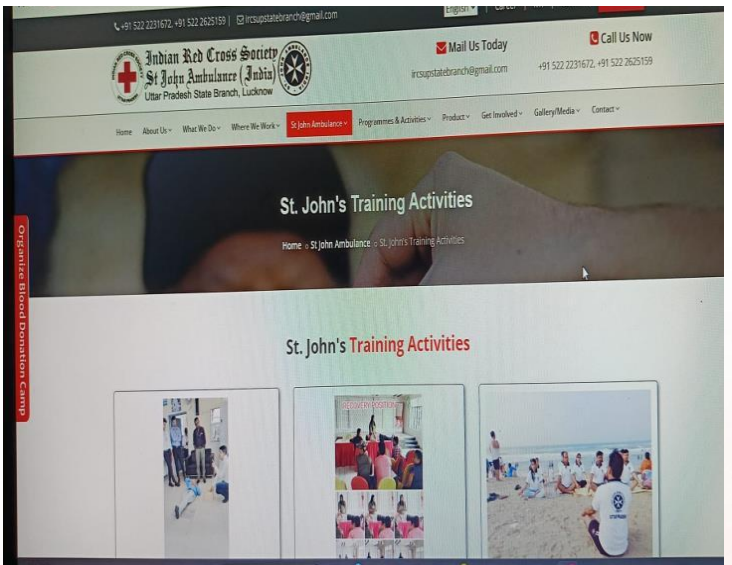 +91 522 2231672, +91 522 2625159 | ircsupstatebranch@gmail.com
English
Career
Indian Red Cross Society
St John Ambulance (India)
Uttar Pradesh State Branch, Lucknow
Mail Us Today
ircsupstatebranch@gmail.com
Call Us Now
+91 522 2231672, +91 522 2625159
Home About Us What We Do Where We Work St John Ambulance Programmes & Activities Product Get Involved Gallery/Media Contact
St. John's Training Activities
Home St John Ambulance St. John's Training Activities
Organize Blood Donation Camp
St. John's Training Activities
RECOVERY POSITION